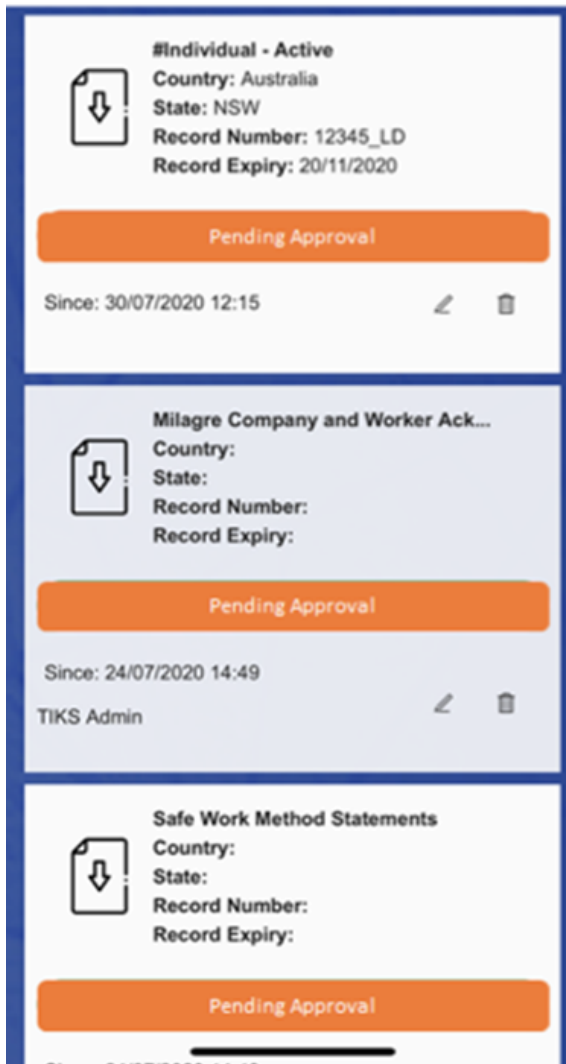 #Individual - Active
Country: Australia
State: NSW
Record Number: 12345_LD
Record Expiry: 20/11/2020
Pending Approval
Since: 30/07/2020 12:15
Milagre Company and Worker Ack...
Country:
State:
Record Number:
Record Expiry:
Pending Approval
Since: 24/07/2020 14:49
TIKS Admin
Safe Work Method Statements
Country:
State:
Record Number:
Record Expiry:
Pending Approval